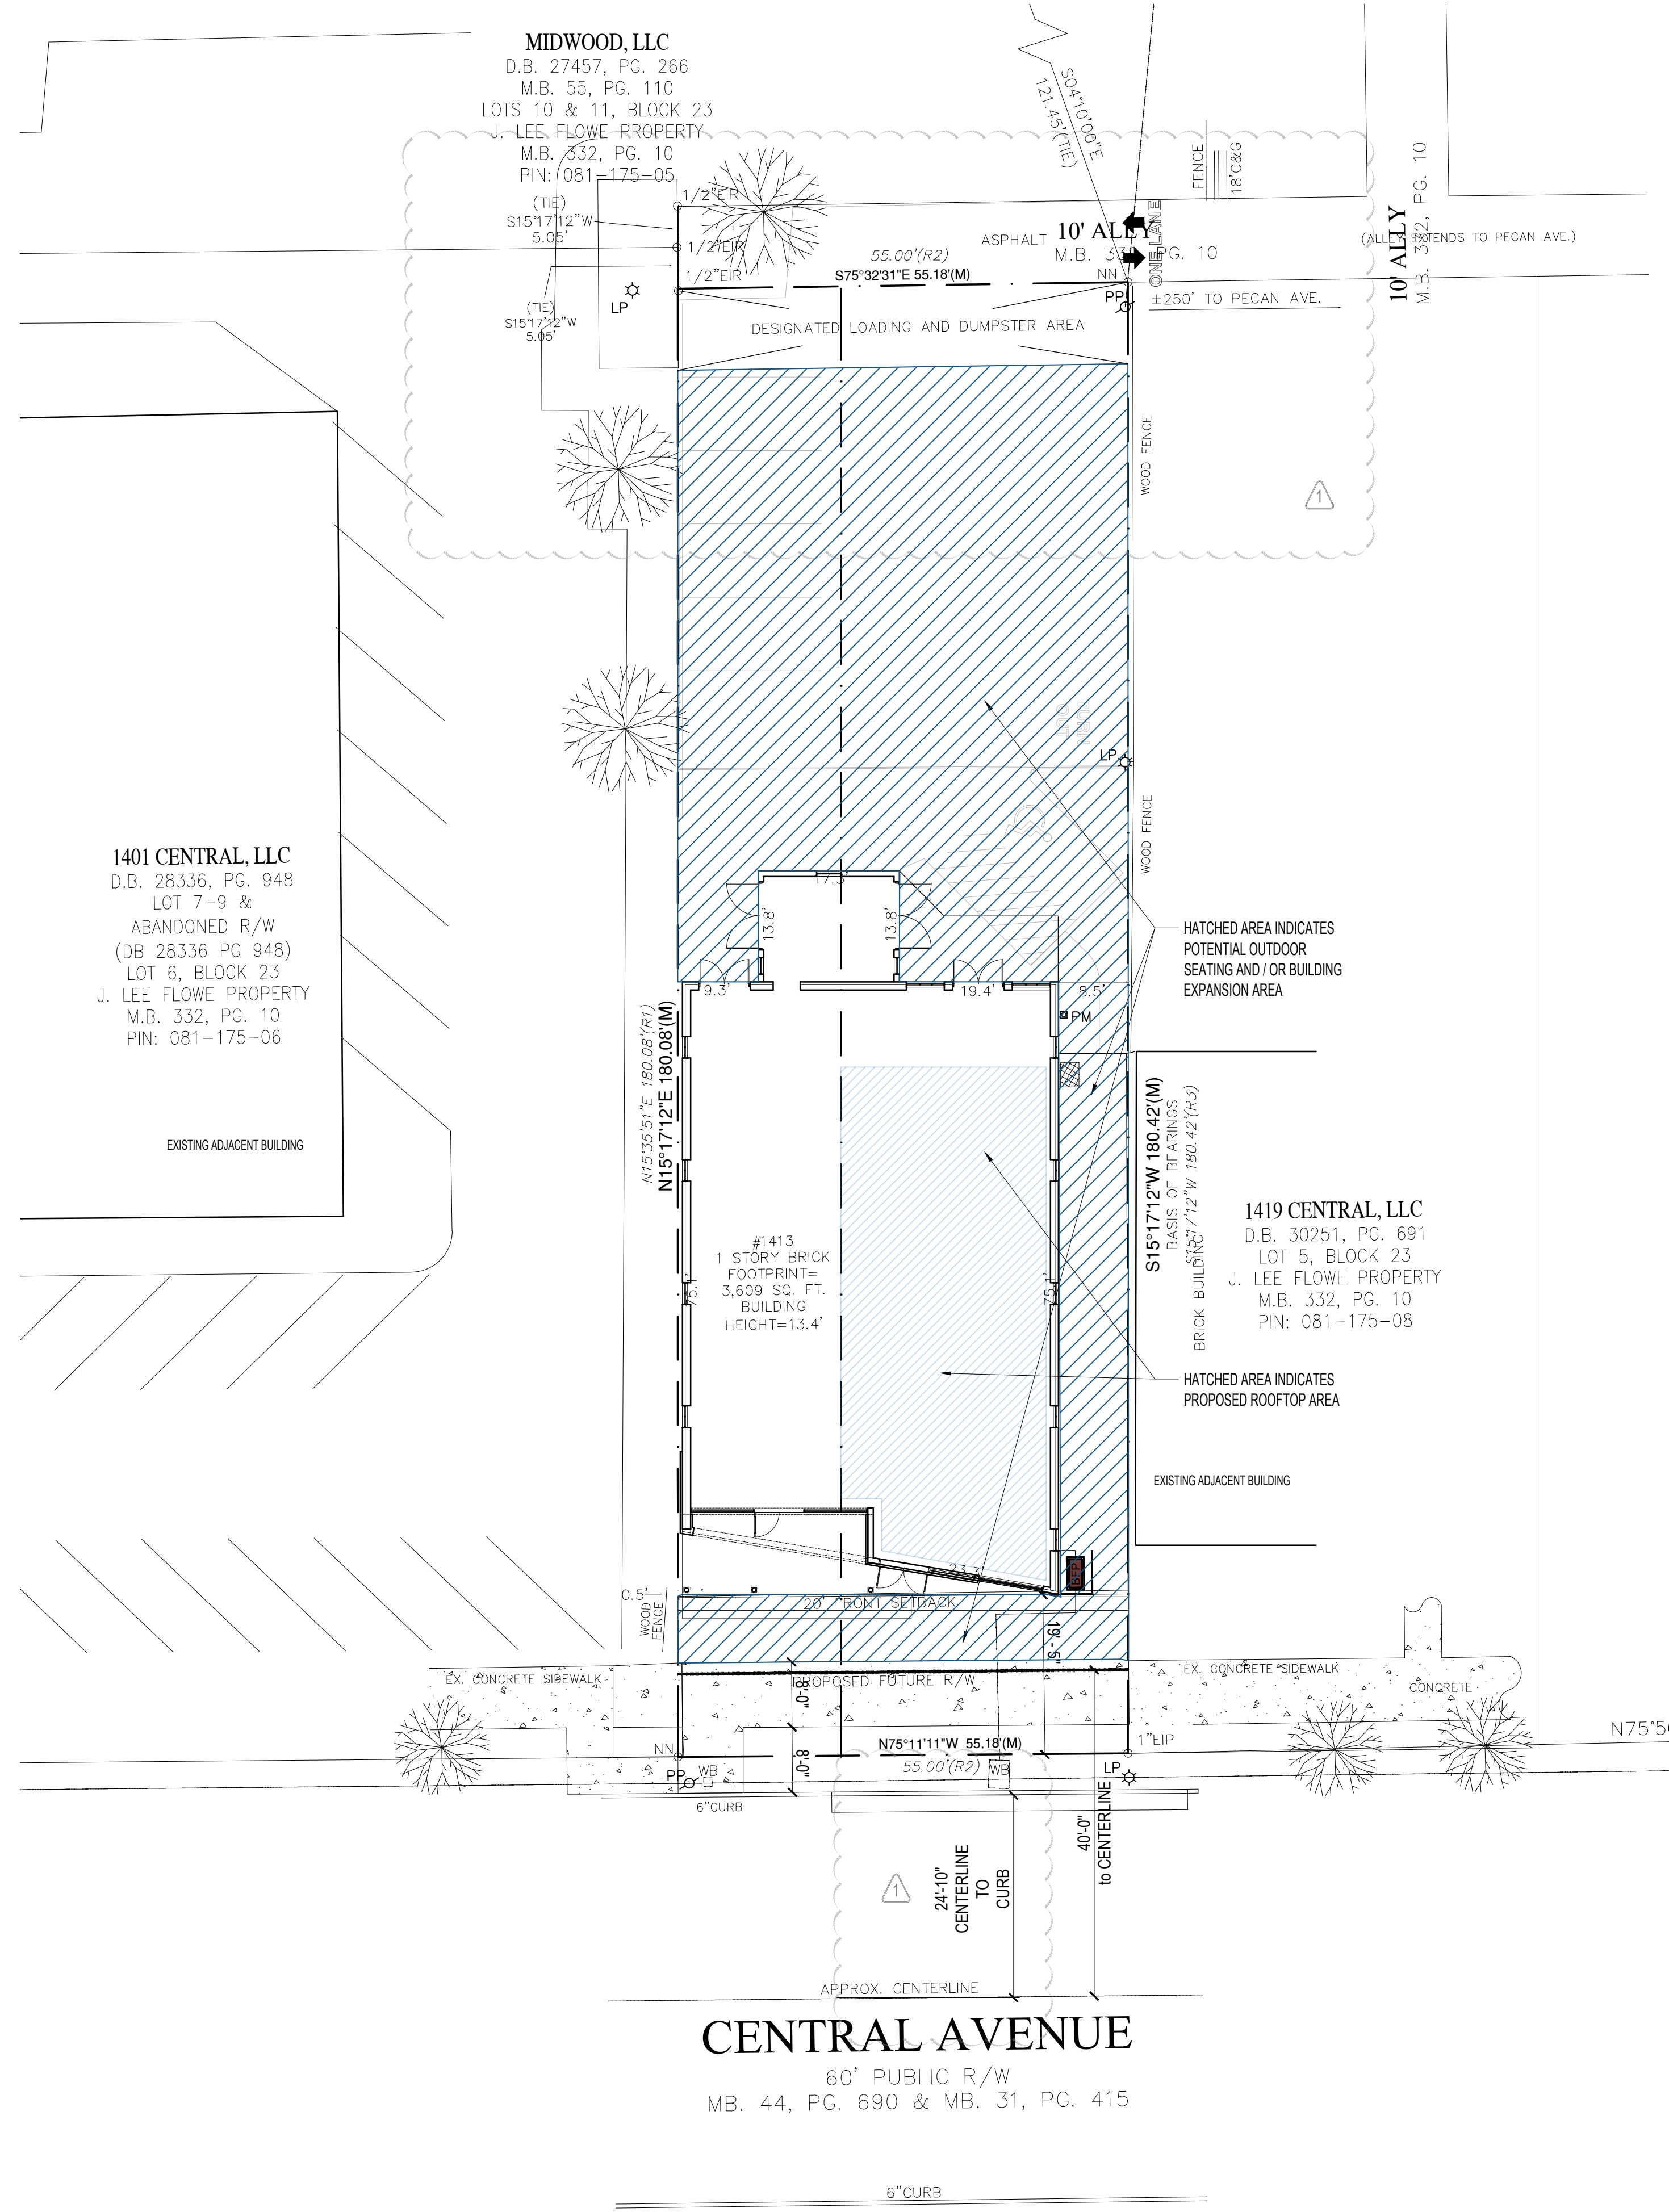 MIDWOOD, LLC
D.B. 27457, PG. 266
M.B. 55, PG. 110
LOTS 10 & 11, BLOCK 23
J. LEE FLOWE PROPERTY
M.B. 332, PG. 10
PIN: 081-175-05
S04°10'00"E
121.45'(TIE)
FENCE
18"C&G
(TIE)
S15°17'12"W
5.05'
1/2"EIR
1/2"EIR
1/2"EIR
(TIE)
S15°17'12"W
5.05'
LP
ASPHALT
10' ALLY
M.B. 332, PG. 10
ONE LANE
10' AILY
M.B. 332, PG. 10
(ALLEY EXTENDS TO PECAN AVE.)
55.00'(R2)
S75°32'31"E 55.18'(M)
NN
PP
±250' TO PECAN AVE.
DESIGNATED LOADING AND DUMPSTER AREA
WOOD FENCE
1
LP
WOOD FENCE
1401 CENTRAL, LLC
D.B. 28336, PG. 948
LOT 7-9 &
ABANDONED R/W
(DB 28336 PG 948)
LOT 6, BLOCK 23
J. LEE FLOWE PROPERTY
M.B. 332, PG. 10
PIN: 081-175-06
EXISTING ADJACENT BUILDING
17.5'
13.8'
13.8'
9.3'
19.4'
8.5'
PM
HATCHED AREA INDICATES
POTENTIAL OUTDOOR
SEATING AND / OR BUILDING
EXPANSION AREA
N15°35'51"E 180.08'(R1)
N15°17'12"E 180.08'(M)
S15°17'12"W 180.42'(M)
BASIS OF BEARINGS
S15°17'12"W 180.42'(R3)
BRICK BUILDING
1419 CENTRAL, LLC
D.B. 30251, PG. 691
LOT 5, BLOCK 23
J. LEE FLOWE PROPERTY
M.B. 332, PG. 10
PIN: 081-175-08
#1413
1 STORY BRICK
FOOTPRINT=
3,609 SQ. FT.
BUILDING
HEIGHT=13.4'
75.1'
75.1'
HATCHED AREA INDICATES
PROPOSED ROOFTOP AREA
EXISTING ADJACENT BUILDING
23.3'
BFP
0.5'
WOOD
FENCE
20' FRONT SETBACK
19'-5"
EX. CONCRETE SIDEWALK
PROPOSED FUTURE R/W
8'-0"
EX. CONCRETE SIDEWALK
CONCRETE
NN
N75°11'11"W 55.18'(M)
55.00'(R2)
1"EIP
N75°50
8'-0"
PP
WB
WB
LP
6"CURB
1
24'-10"
CENTERLINE
TO
CURB
40'-0"
to CENTERLINE
APPROX. CENTERLINE
CENTRAL AVENUE
60' PUBLIC R/W
MB. 44, PG. 690 & MB. 31, PG. 415
6"CURB